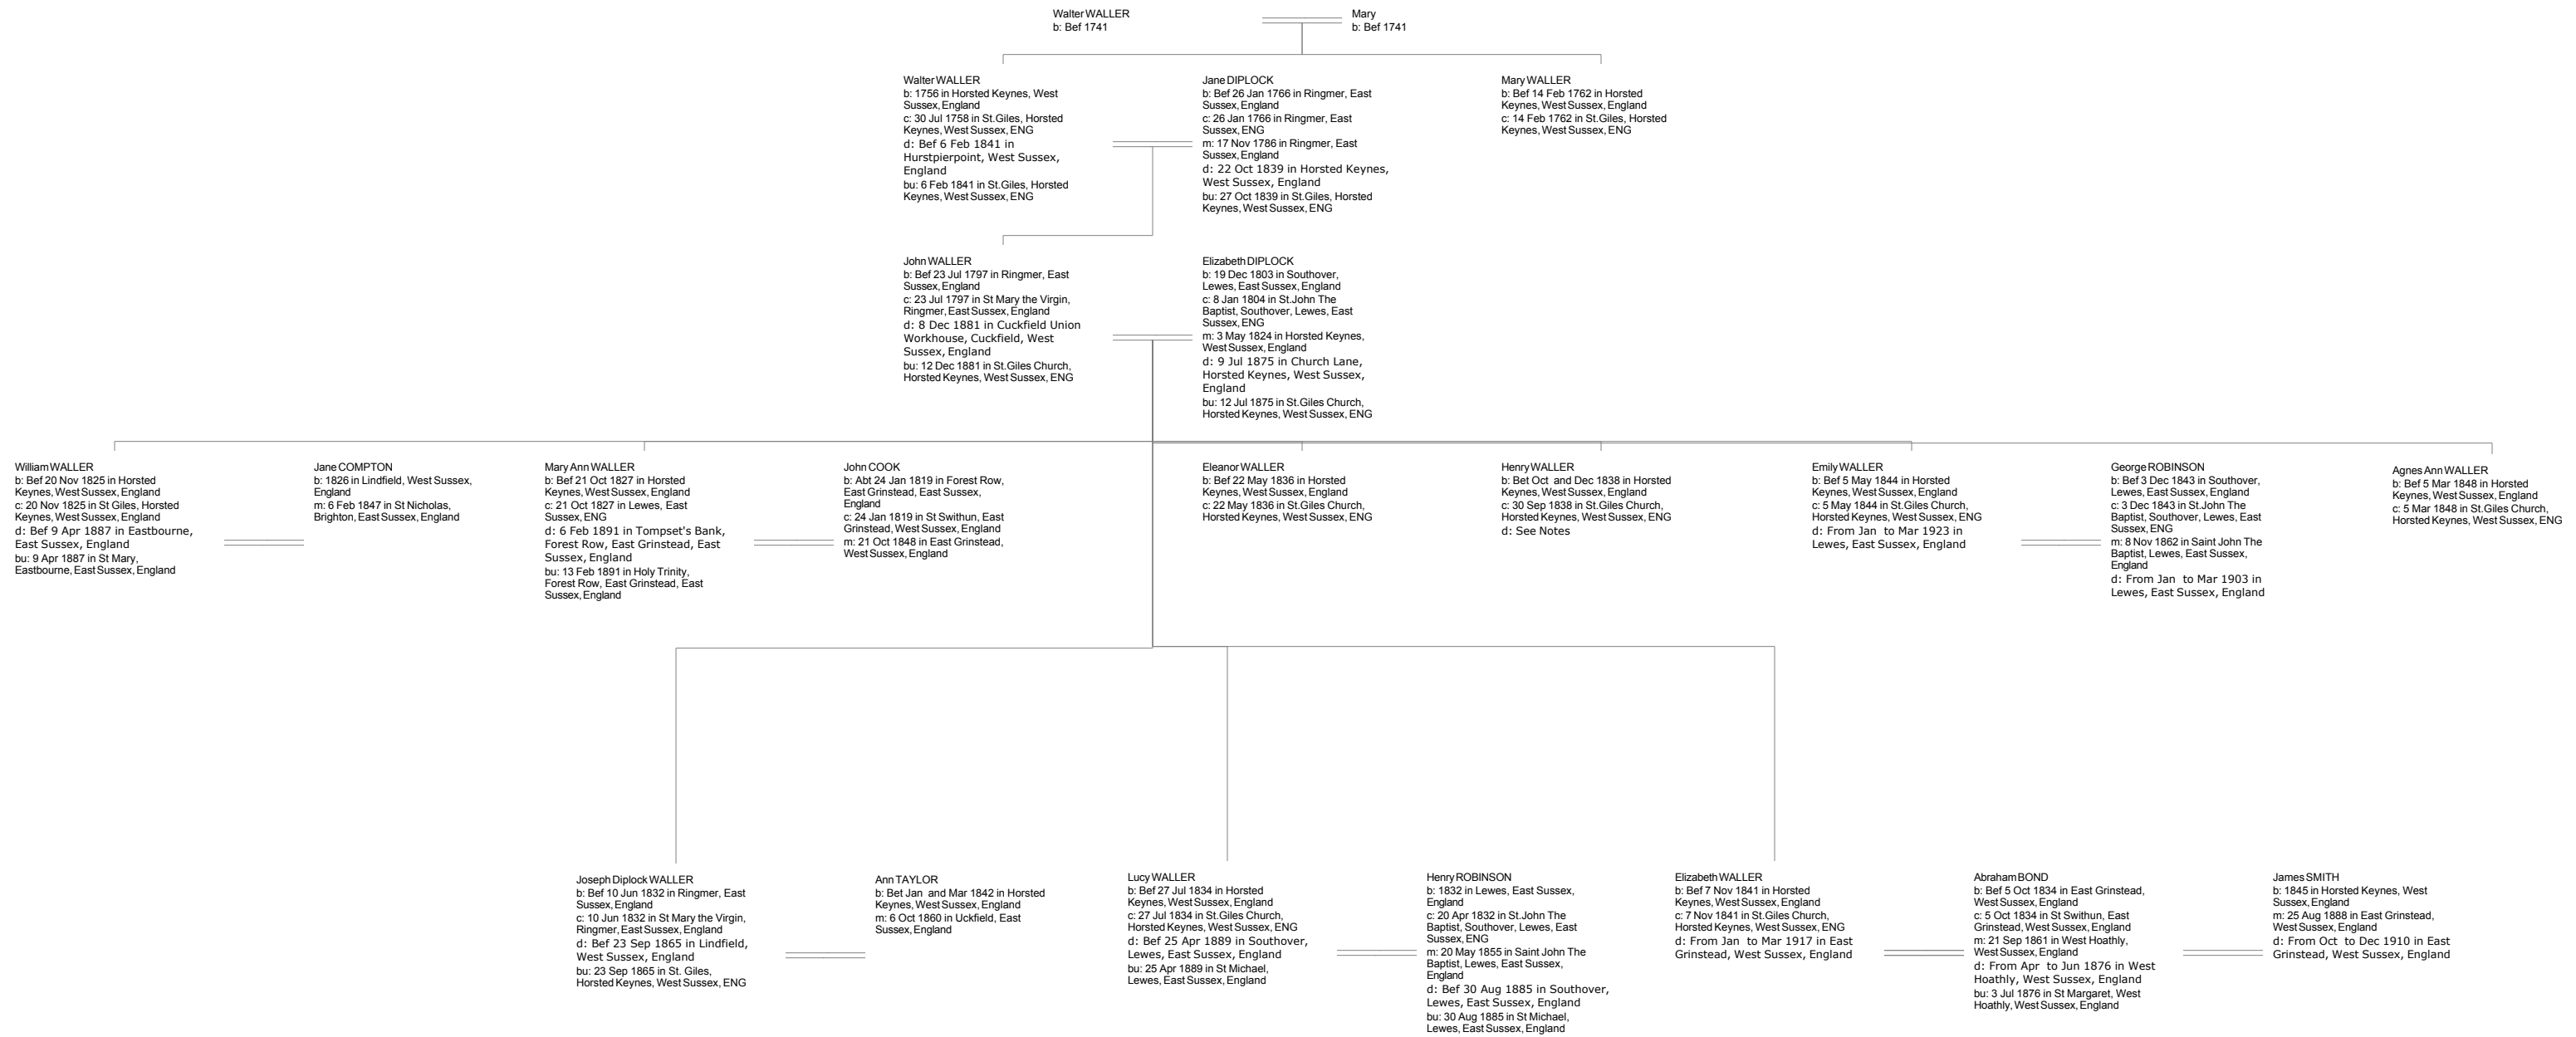 Walter WALLER
b: Bef 1741
Mary
b: Bef 1741
Walter WALLER
b: 1756 in Horsted Keynes, West
Sussex, England
c: 30 Jul 1758 in St.Giles, Horsted
Keynes, West Sussex, ENG
d: Bef 6 Feb 1841 in
Hurstpierpoint, West Sussex,
England
bu: 6 Feb 1841 in St.Giles, Horsted
Keynes, West Sussex, ENG
Jane DIPLOCK
b: Bef 26 Jan 1766 in Ringmer, East
Sussex, England
c: 26 Jan 1766 in Ringmer, East
Sussex, ENG
m: 17 Nov 1786 in Ringmer, East
Sussex, England
d: 22 Oct 1839 in Horsted Keynes,
West Sussex, England
bu: 27 Oct 1839 in St.Giles, Horsted
Keynes, West Sussex, ENG
Mary WALLER
b: Bef 14 Feb 1762 in Horsted
Keynes, West Sussex, England
c: 14 Feb 1762 in St.Giles, Horsted
Keynes, West Sussex, ENG
John WALLER
b: Bef 23 Jul 1797 in Ringmer, East
Sussex, England
c: 23 Jul 1797 in St Mary the Virgin,
Ringmer, East Sussex, England
d: 8 Dec 1881 in Cuckfield Union
Workhouse, Cuckfield, West
Sussex, England
bu: 12 Dec 1881 in St.Giles Church,
Horsted Keynes, West Sussex, ENG
Elizabeth DIPLOCK
b: 19 Dec 1803 in Southover,
Lewes, East Sussex, England
c: 8 Jan 1804 in St.John The
Baptist, Southover, Lewes, East
Sussex, ENG
m: 3 May 1824 in Horsted Keynes,
West Sussex, England
d: 9 Jul 1875 in Church Lane,
Horsted Keynes, West Sussex,
England
bu: 12 Jul 1875 in St.Giles Church,
Horsted Keynes, West Sussex, ENG
William WALLER
b: Bef 20 Nov 1825 in Horsted
Keynes, West Sussex, England
c: 20 Nov 1825 in St Giles, Horsted
Keynes, West Sussex, England
d: Bef 9 Apr 1887 in Eastbourne,
East Sussex, England
bu: 9 Apr 1887 in St Mary,
Eastbourne, East Sussex, England
Jane COMPTON
b: 1826 in Lindfield, West Sussex,
England
m: 6 Feb 1847 in St Nicholas,
Brighton, East Sussex, England
Mary Ann WALLER
b: Bef 21 Oct 1827 in Horsted
Keynes, West Sussex, England
c: 21 Oct 1827 in Lewes, East
Sussex, ENG
d: 6 Feb 1891 in Tompset's Bank,
Forest Row, East Grinstead, East
Sussex, England
bu: 13 Feb 1891 in Holy Trinity,
Forest Row, East Grinstead, East
Sussex, England
John COOK
b: Abt 24 Jan 1819 in Forest Row,
East Grinstead, East Sussex,
England
c: 24 Jan 1819 in St Swithun, East
Grinstead, West Sussex, England
m: 21 Oct 1848 in East Grinstead,
West Sussex, England
Eleanor WALLER
b: Bef 22 May 1836 in Horsted
Keynes, West Sussex, England
c: 22 May 1836 in St.Giles Church,
Horsted Keynes, West Sussex, ENG
Henry WALLER
b: Bet Oct and Dec 1838 in Horsted
Keynes, West Sussex, England
c: 30 Sep 1838 in St.Giles Church,
Horsted Keynes, West Sussex, ENG
d: See Notes
Emily WALLER
b: Bef 5 May 1844 in Horsted
Keynes, West Sussex, England
c: 5 May 1844 in St.Giles Church,
Horsted Keynes, West Sussex, ENG
d: From Jan to Mar 1923 in
Lewes, East Sussex, England
George ROBINSON
b: Bef 3 Dec 1843 in Southover,
Lewes, East Sussex, England
c: 3 Dec 1843 in St.John The
Baptist, Southover, Lewes, East
Sussex, ENG
m: 8 Nov 1862 in Saint John The
Baptist, Lewes, East Sussex,
England
d: From Jan to Mar 1903 in
Lewes, East Sussex, England
Agnes Ann WALLER
b: Bef 5 Mar 1848 in Horsted
Keynes, West Sussex, England
c: 5 Mar 1848 in St.Giles Church,
Horsted Keynes, West Sussex, ENG
Joseph Diplock WALLER
b: Bef 10 Jun 1832 in Ringmer, East
Sussex, England
c: 10 Jun 1832 in St Mary the Virgin,
Ringmer, East Sussex, England
d: Bef 23 Sep 1865 in Lindfield,
West Sussex, England
bu: 23 Sep 1865 in St. Giles,
Horsted Keynes, West Sussex, ENG
Ann TAYLOR
b: Bet Jan and Mar 1842 in Horsted
Keynes, West Sussex, England
m: 6 Oct 1860 in Uckfield, East
Sussex, England
Lucy WALLER
b: Bef 27 Jul 1834 in Horsted
Keynes, West Sussex, England
c: 27 Jul 1834 in St.Giles Church,
Horsted Keynes, West Sussex, ENG
d: Bef 25 Apr 1889 in Southover,
Lewes, East Sussex, England
bu: 25 Apr 1889 in St Michael,
Lewes, East Sussex, England
Henry ROBINSON
b: 1832 in Lewes, East Sussex,
England
c: 20 Apr 1832 in St.John The
Baptist, Southover, Lewes, East
Sussex, ENG
m: 20 May 1855 in Saint John The
Baptist, Lewes, East Sussex,
England
d: Bef 30 Aug 1885 in Southover,
Lewes, East Sussex, England
bu: 30 Aug 1885 in St Michael,
Lewes, East Sussex, England
Elizabeth WALLER
b: Bef 7 Nov 1841 in Horsted
Keynes, West Sussex, England
c: 7 Nov 1841 in St.Giles Church,
Horsted Keynes, West Sussex, ENG
d: From Jan to Mar 1917 in East
Grinstead, West Sussex, England
Abraham BOND
b: Bef 5 Oct 1834 in East Grinstead,
West Sussex, England
c: 5 Oct 1834 in St Swithun, East
Grinstead, West Sussex, England
m: 21 Sep 1861 in West Hoathly,
West Sussex, England
d: From Apr to Jun 1876 in West
Hoathly, West Sussex, England
bu: 3 Jul 1876 in St Margaret, West
Hoathly, West Sussex, England
James SMITH
b: 1845 in Horsted Keynes, West
Sussex, England
m: 25 Aug 1888 in East Grinstead,
West Sussex, England
d: From Oct to Dec 1910 in East
Grinstead, West Sussex, England